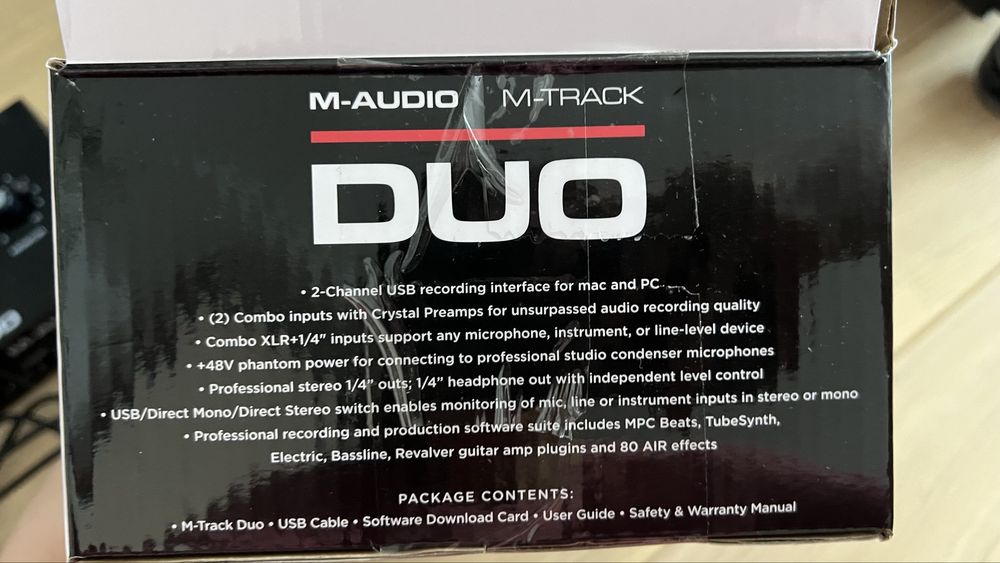 M-AUDIO M-TRACK
DUO
• 2-Channel USB recording interface for mac and PC
• (2) Combo inputs with Crystal Preamps for unsurpassed audio recording quality
• Combo XLR+1/4” inputs support any microphone, instrument, or line-level device
• +48V phantom power for connecting to professional studio condenser microphones
• Professional stereo 1/4” outs; 1/4” headphone out with independent level control
• USB/Direct Mono/Direct Stereo switch enables monitoring of mic, line or instrument inputs in stereo or mono
• Professional recording and production software suite includes MPC Beats, TubeSynth,
Electric, Bassline, Revalver guitar amp plugins and 80 AIR effects
PACKAGE CONTENTS:
• M-Track Duo • USB Cable • Software Download Card • User Guide • Safety & Warranty Manual